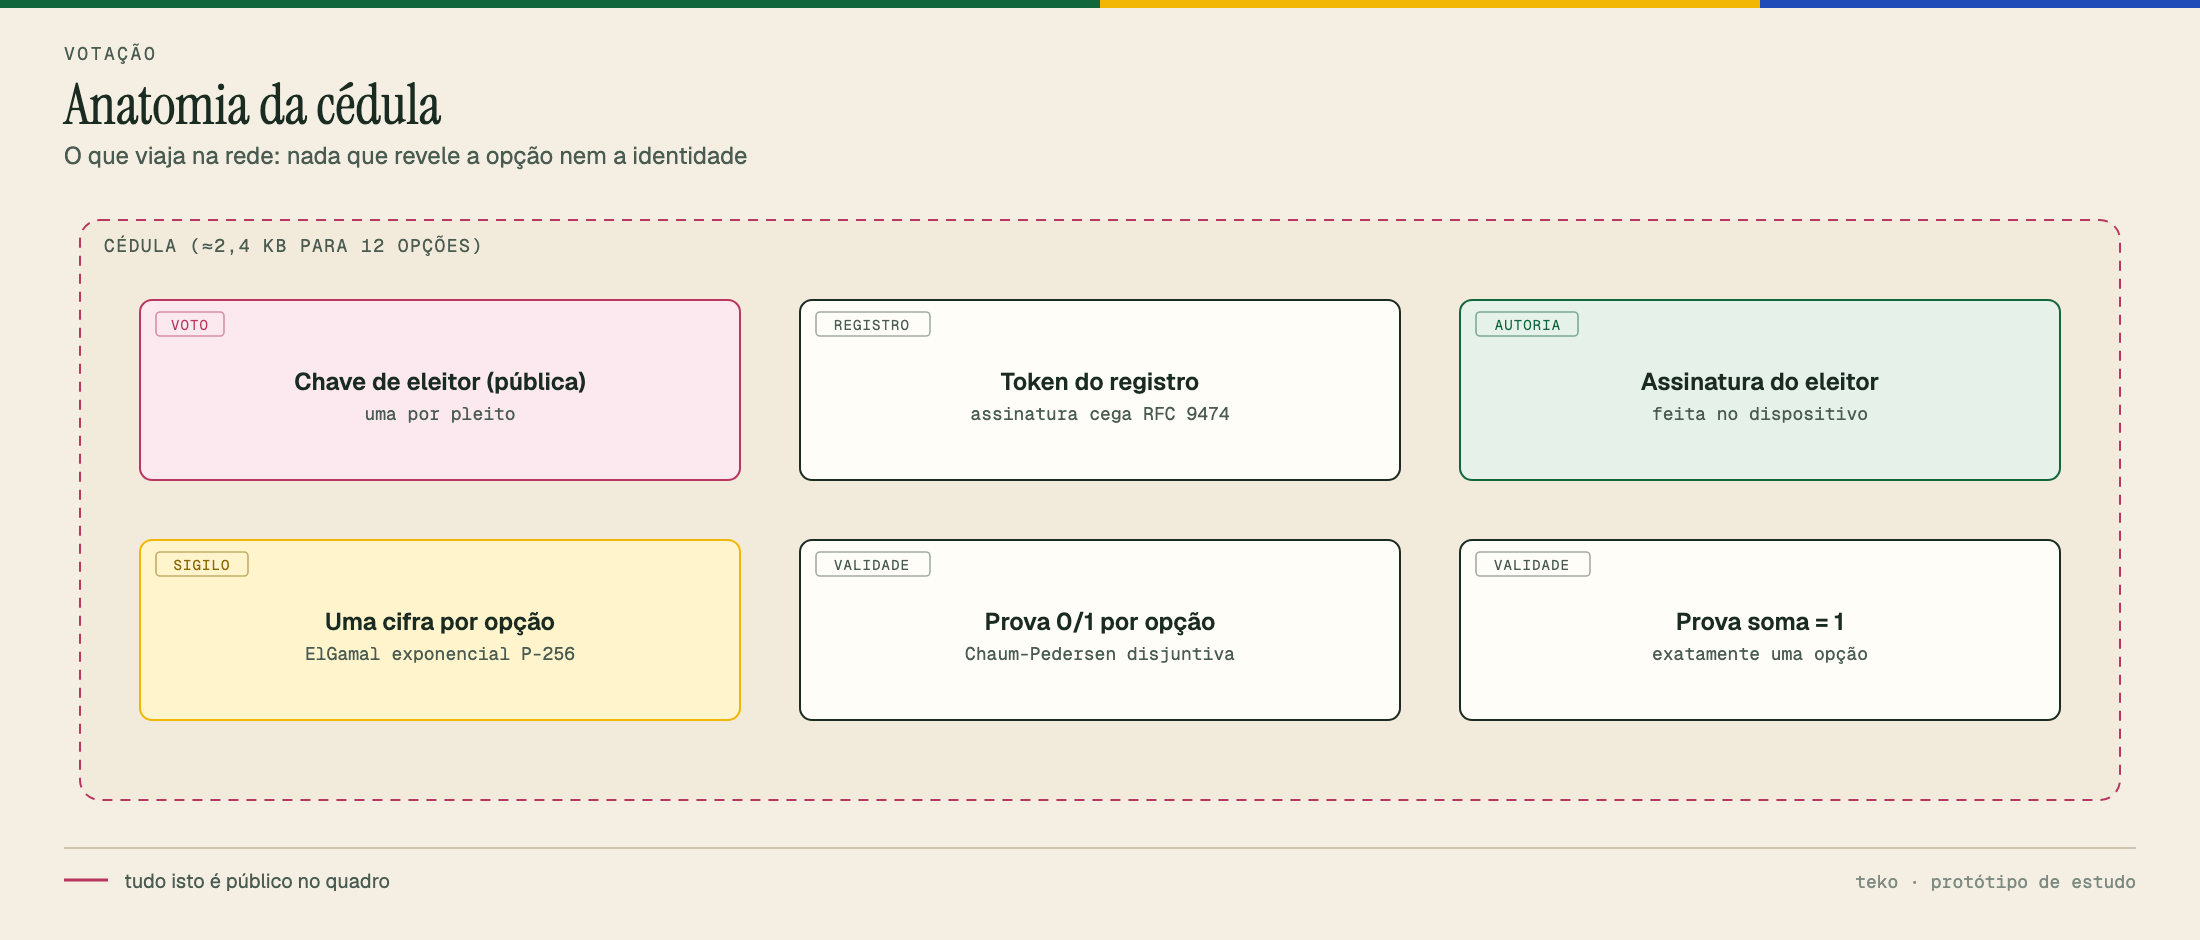 VOTAÇÃO
Anatomia da cédula
O que viaja na rede: nada que revele a opção nem a identidade
CÉDULA (≈2,4 KB PARA 12 OPÇÕES)
VOTO
Chave de eleitor (pública)
uma por pleito
REGISTRO
Token do registro
assinatura cega RFC 9474
AUTORIA
Assinatura do eleitor
feita no dispositivo
SIGILO
Uma cifra por opção
ElGamal exponencial P-256
VALIDADE
Prova 0/1 por opção
Chaum-Pedersen disjuntiva
VALIDADE
Prova soma = 1
exatamente uma opção
tudo isto é público no quadro
teko · protótipo de estudo